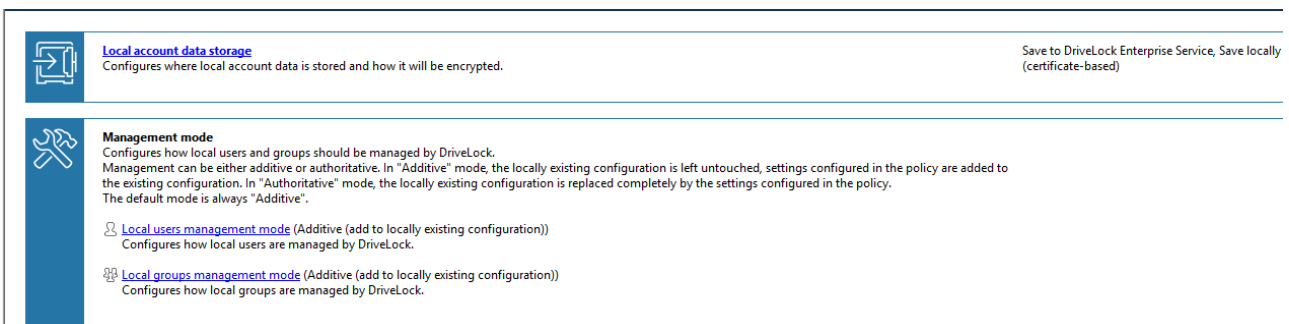 Local account data storage
Configures where local account data is stored and how it will be encrypted.
Save to DriveLock Enterprise Service, Save locally
(certificate-based)
Management mode
Configures how local users and groups should be managed by DriveLock.
Management can be either additive or authoritative. In "Additive" mode, the locally existing configuration is left untouched, settings configured in the policy are added to
the existing configuration. In "Authoritative" mode, the locally existing configuration is replaced completely by the settings configured in the policy.
The default mode is always "Additive".
Local users management mode (Additive (add to locally existing configuration))
Configures how local users are managed by DriveLock.
Local groups management mode (Additive (add to locally existing configuration))
Configures how local groups are managed by DriveLock.